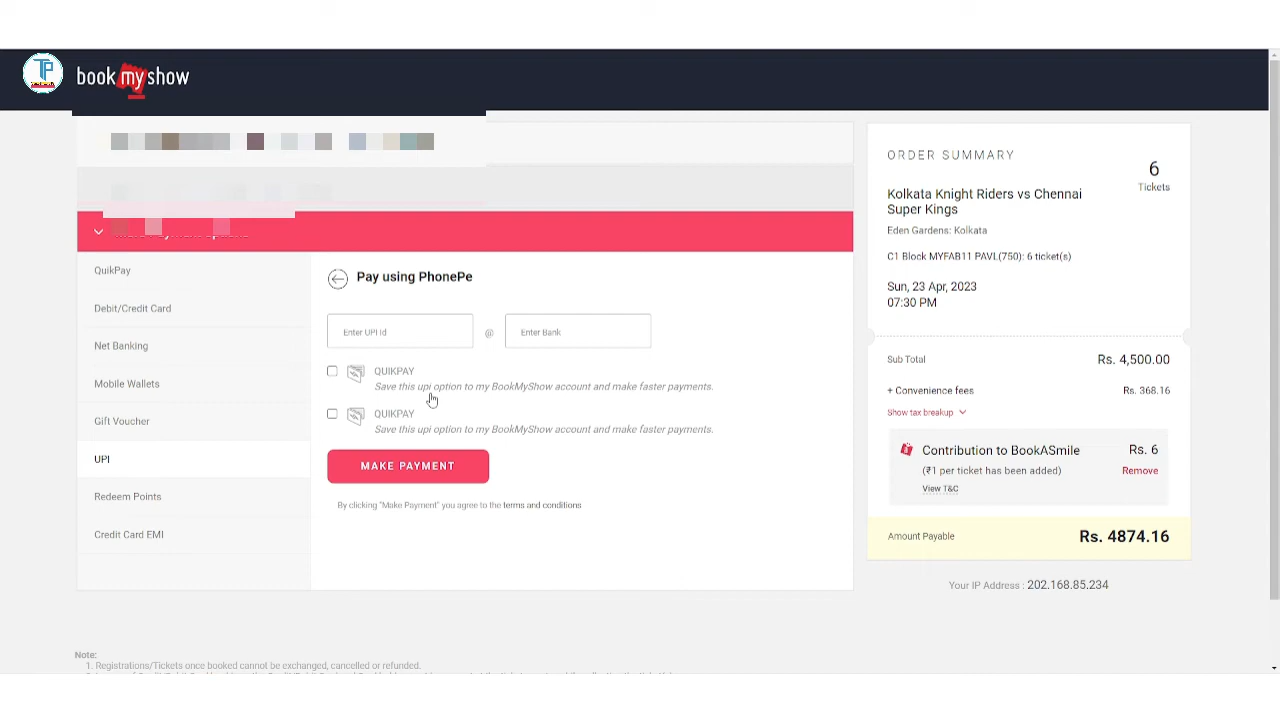 TP
book my show
QuikPay
Debit/Credit Card
Net Banking
Mobile Wallets
Gift Voucher
UPI
Redeem Points
Credit Card EMI
Pay using PhonePe
Enter UPI Id @ Enter Bank
QUIKPAY
Save this upi option to my BookMyShow account and make faster payments.
QUIKPAY
Save this upi option to my BookMyShow account and make faster payments.
MAKE PAYMENT
By clicking "Make Payment" you agree to the terms and conditions
ORDER SUMMARY
6
Tickets
Kolkata Knight Riders vs Chennai
Super Kings
Eden Gardens: Kolkata
C1 Block MYFAB11 PAVL(750): 6 ticket(s)
Sun, 23 Apr, 2023
07:30 PM
Sub Total Rs. 4,500.00
+ Convenience fees Rs. 368.16
Show tax breakup
Contribution to BookASmile Rs. 6
(₹1 per ticket has been added) Remove
View T&C
Amount Payable Rs. 4874.16
Your IP Address : 202.168.85.234
Note:
1. Registrations/Tickets once booked cannot be exchanged, cancelled or refunded.